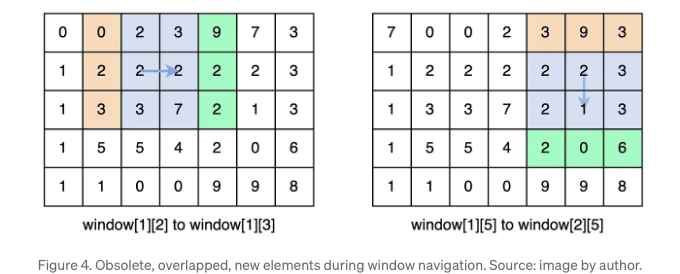 0 0 2 3 9 7 3
1 2 2 2 2 2 3
1 3 3 7 2 1 3
1 5 5 4 2 0 6
1 1 0 0 9 9 8
window[1][2] to window[1][3]
7 0 0 2 3 9 3
1 2 2 2 2 2 3
1 3 3 7 2 1 3
1 5 5 4 2 0 6
1 1 0 0 9 9 8
window[1][5] to window[2][5]
Figure 4. Obsolete, overlapped, new elements during window navigation. Source: image by author.